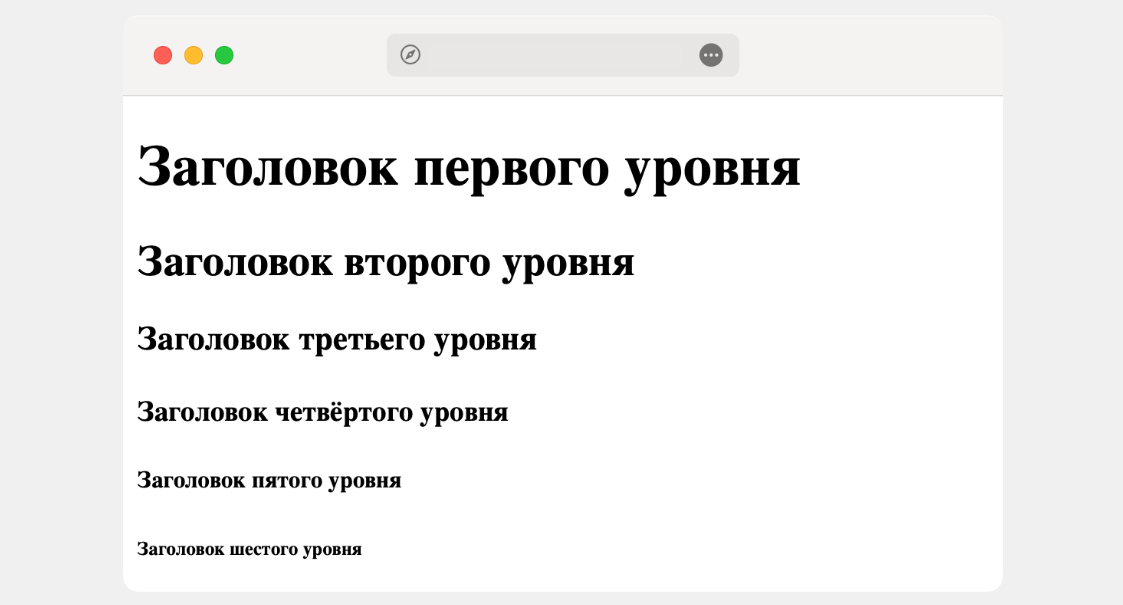 Заголовок первого уровня
Заголовок второго уровня
Заголовок третьего уровня
Заголовок четвёртого уровня
Заголовок пятого уровня
Заголовок шестого уровня